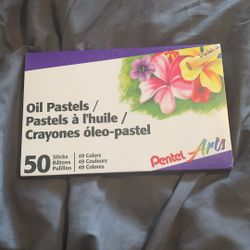 Oil Pastels /
Pastels à l'huile /
Crayones óleo-pastel
50 Sticks 49 Colors
Bâtons 49 Couleurs
Palillos 49 Colores
Pentel Arts